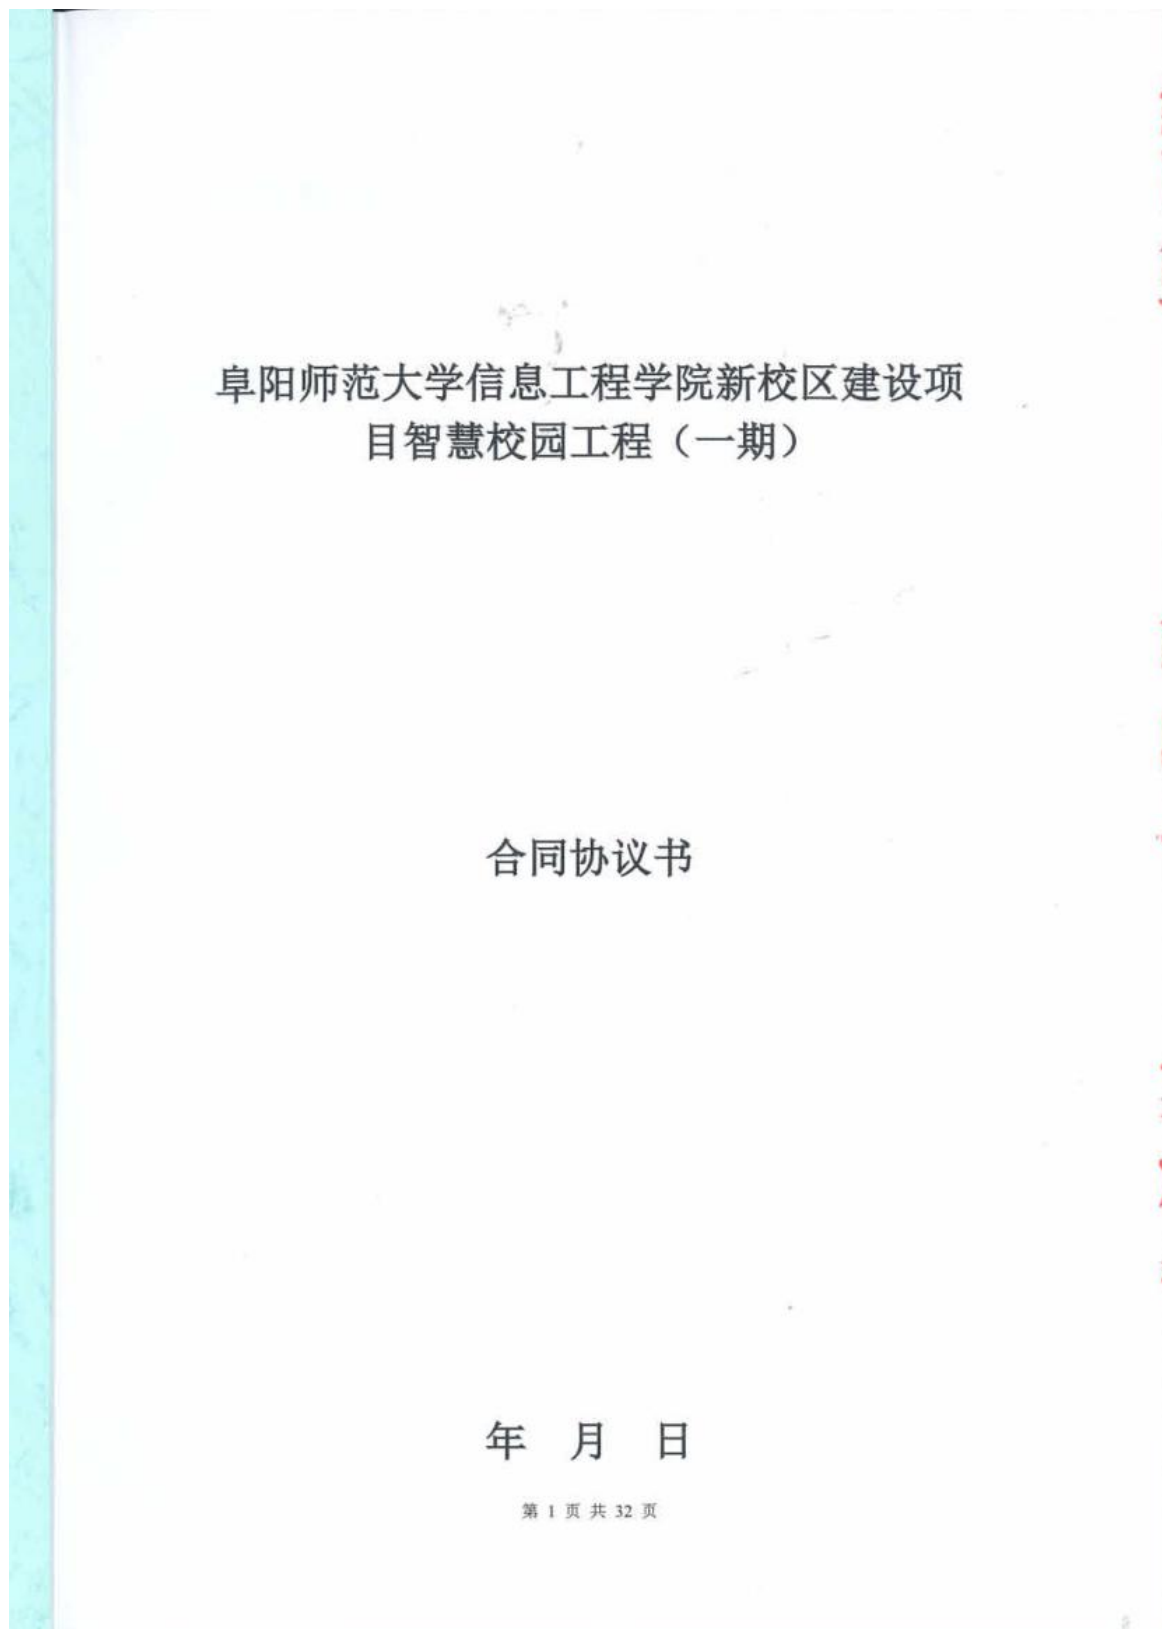 阜阳师范大学信息工程学院新校区建设项
目智慧校园工程（一期）
合同协议书
年 月 日
第 1 页 共 32 页